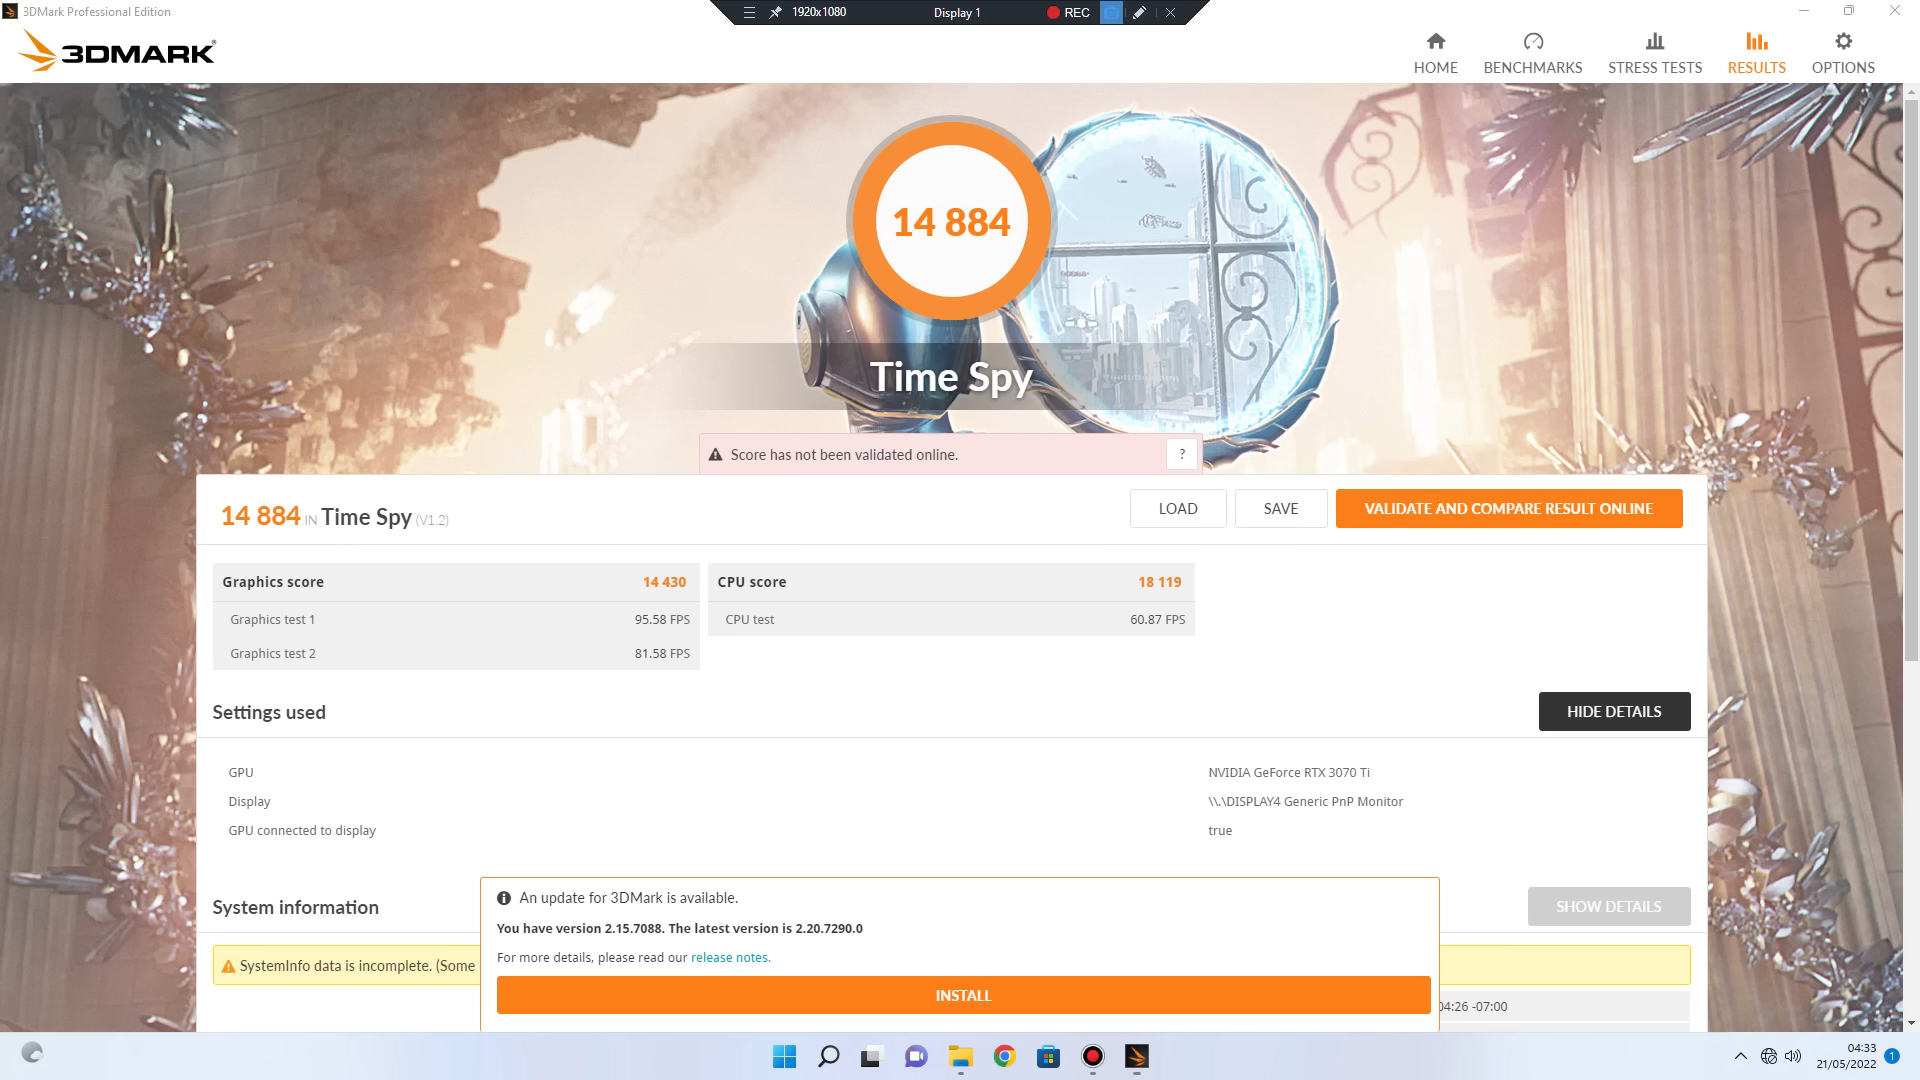 3DMark Professional Edition
1920x1080
Display 1
REC
3DMARK
HOME
BENCHMARKS
STRESS TESTS
RESULTS
OPTIONS
14 884
Time Spy
Score has not been validated online.
?
14 884 IN Time Spy (V1.2)
LOAD
SAVE
VALIDATE AND COMPARE RESULT ONLINE
Graphics score 14 430
Graphics test 1 95.58 FPS
Graphics test 2 81.58 FPS
CPU score 18 119
CPU test 60.87 FPS
Settings used
HIDE DETAILS
GPU NVIDIA GeForce RTX 3070 Ti
Display \\.\DISPLAY4 Generic PnP Monitor
GPU connected to display true
System information
SHOW DETAILS
SystemInfo data is incomplete. (Some
04:26 -07:00
An update for 3DMark is available.
You have version 2.15.7088. The latest version is 2.20.7290.0
For more details, please read our release notes.
INSTALL
04:33
21/05/2022
1